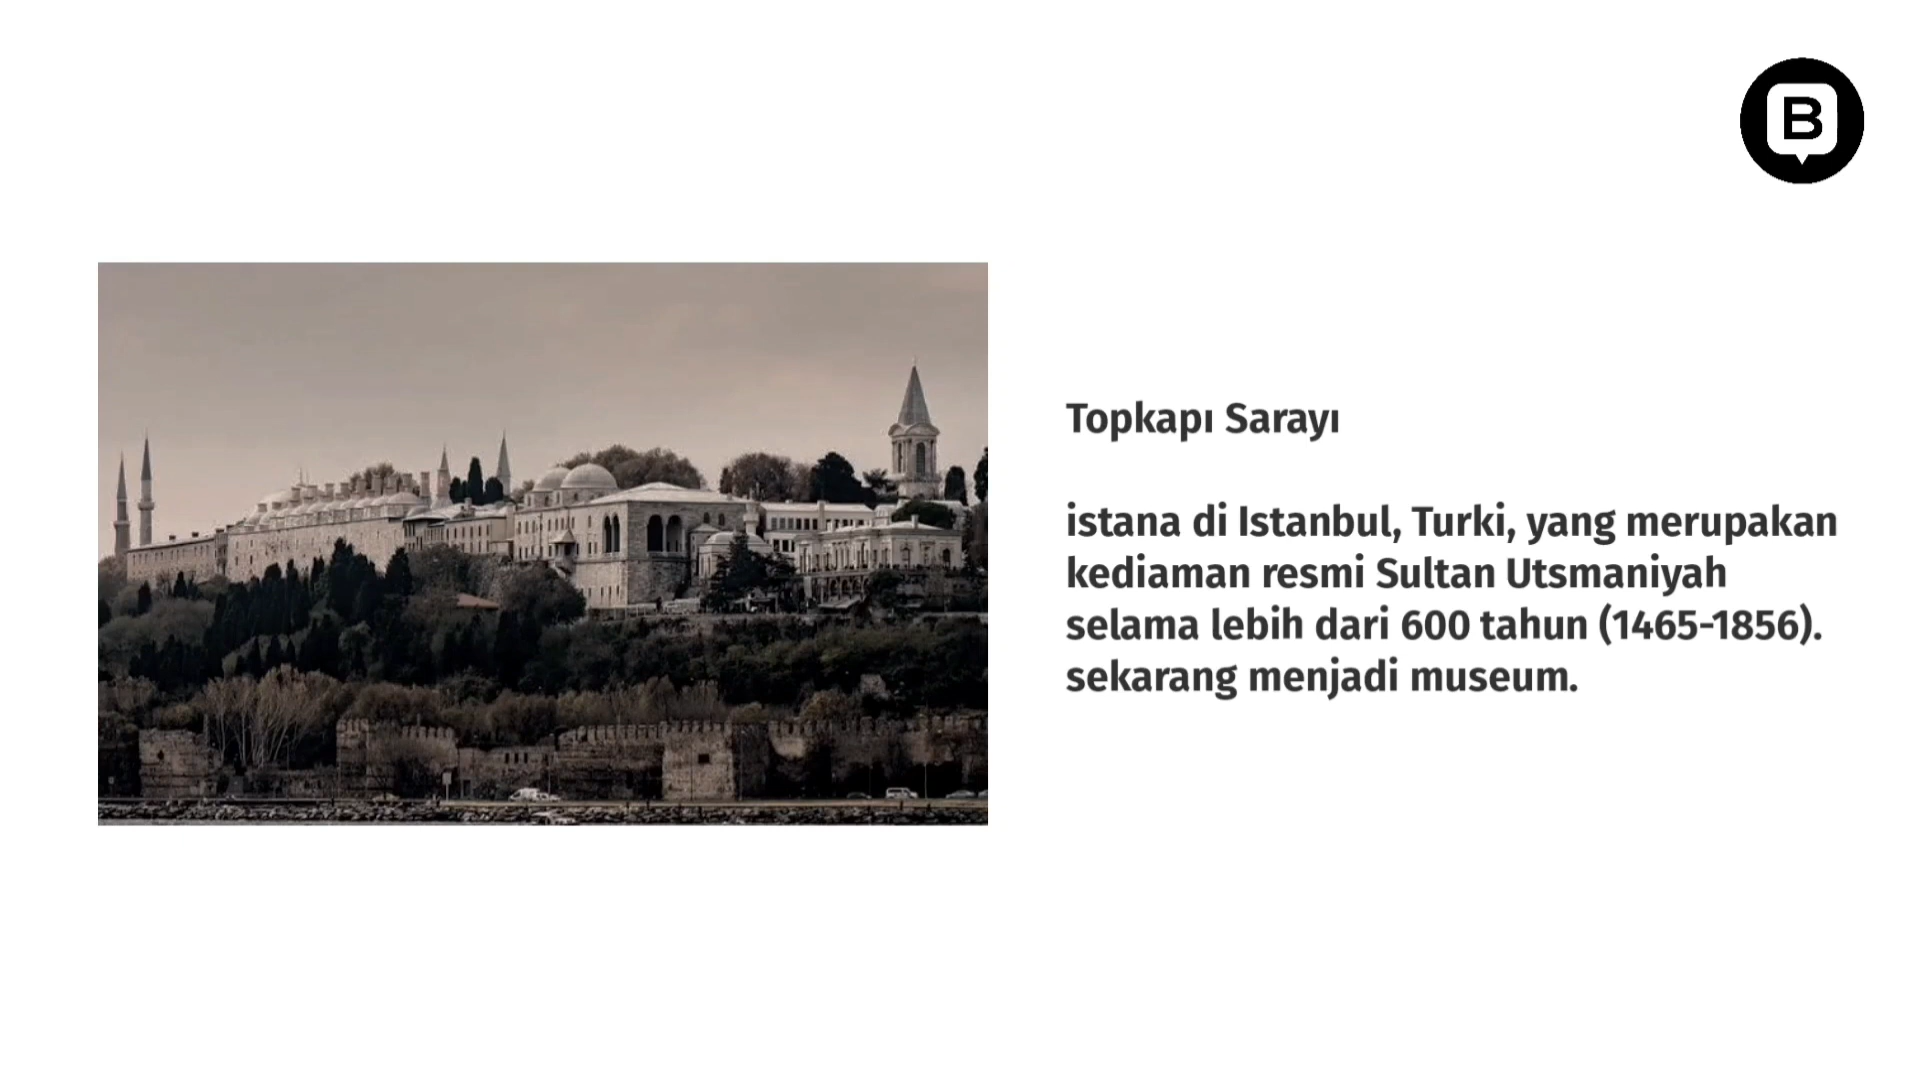 B
Topkapı Sarayı
istana di Istanbul, Turki, yang merupakan
kediaman resmi Sultan Utsmaniyah
selama lebih dari 600 tahun (1465-1856).
sekarang menjadi museum.